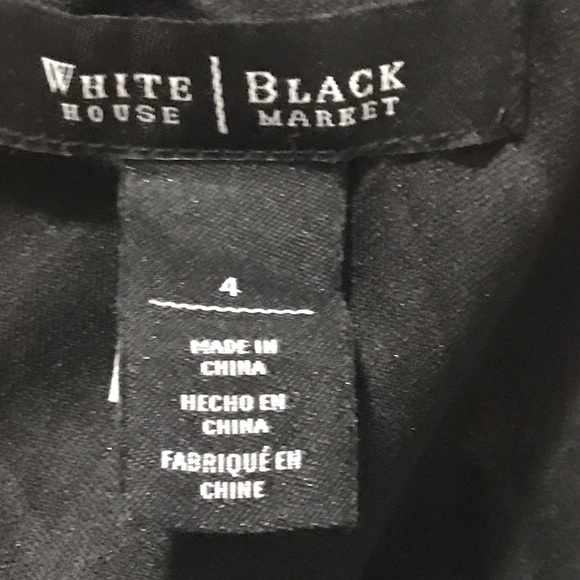 WHITE | BLACK
HOUSE MARKET
4
MADE IN
CHINA
HECHO EN
CHINA
FABRIQUÉ EN
CHINE